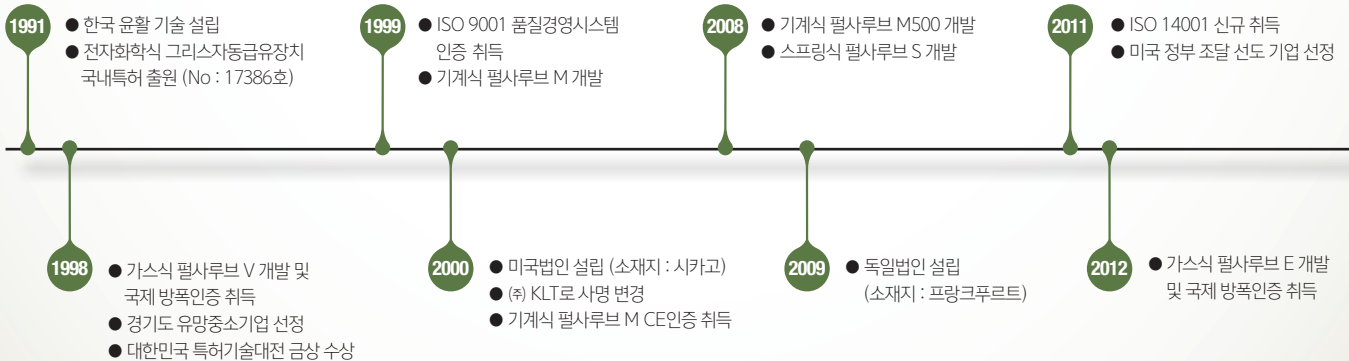 1991
● 한국 윤활 기술 설립
● 전자화학식 그리스자동급유장치
국내특허 출원 (No : 17386호)
1999
● ISO 9001 품질경영시스템
인증 취득
● 기계식 펄사루브 M 개발
2008
● 기계식 펄사루브 M500 개발
● 스프링식 펄사루브 S 개발
2011
● ISO 14001 신규 취득
● 미국 정부 조달 선도 기업 선정
1998
● 가스식 펄사루브 V 개발 및
국제 방폭인증 취득
● 경기도 유망중소기업 선정
● 대한민국 특허기술대전 금상 수상
2000
● 미국법인 설립 (소재지 : 시카고)
● ㈜ KLT로 사명 변경
● 기계식 펄사루브 M CE인증 취득
2009
● 독일법인 설립
(소재지 : 프랑크푸르트)
2012
● 가스식 펄사루브 E 개발
및 국제 방폭인증 취득